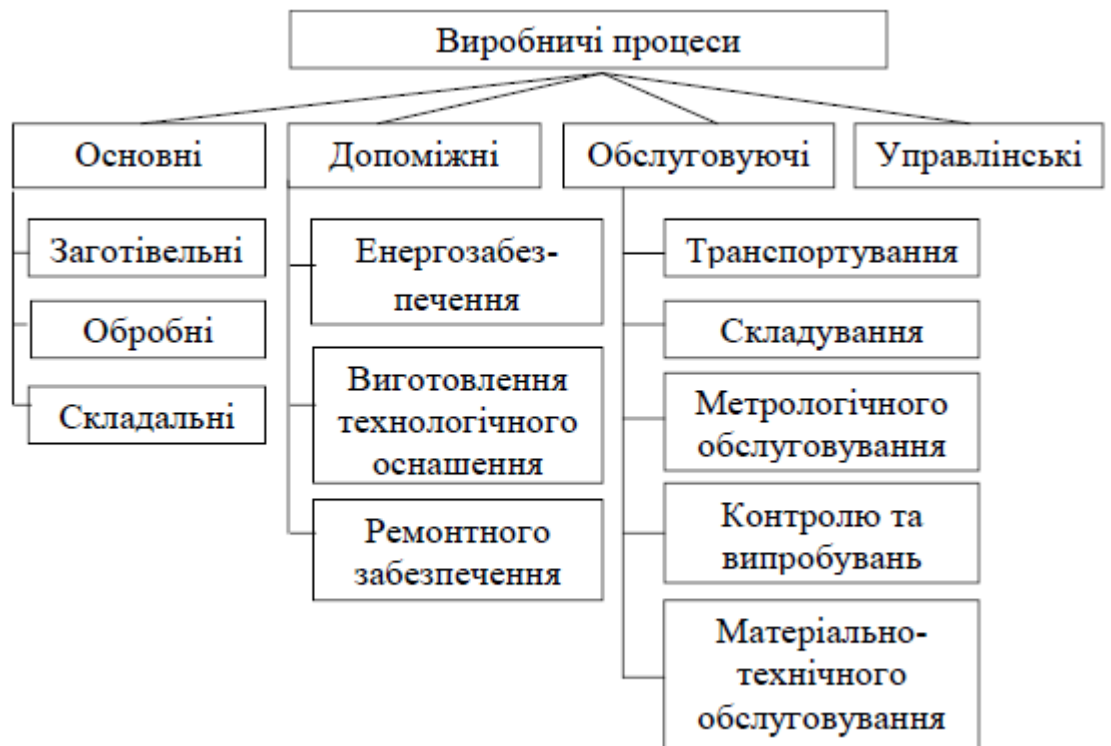 Виробничі процеси
Основні
Допоміжні
Обслуговуючі
Управлінські
Заготівельні
Обробні
Складальні
Енергозабез-
печення
Виготовлення
технологічного
оснашення
Ремонтного
забезпечення
Транспортування
Складування
Метрологічного
обслуговування
Контролю та
випробувань
Матеріально-
технічного
обслуговування